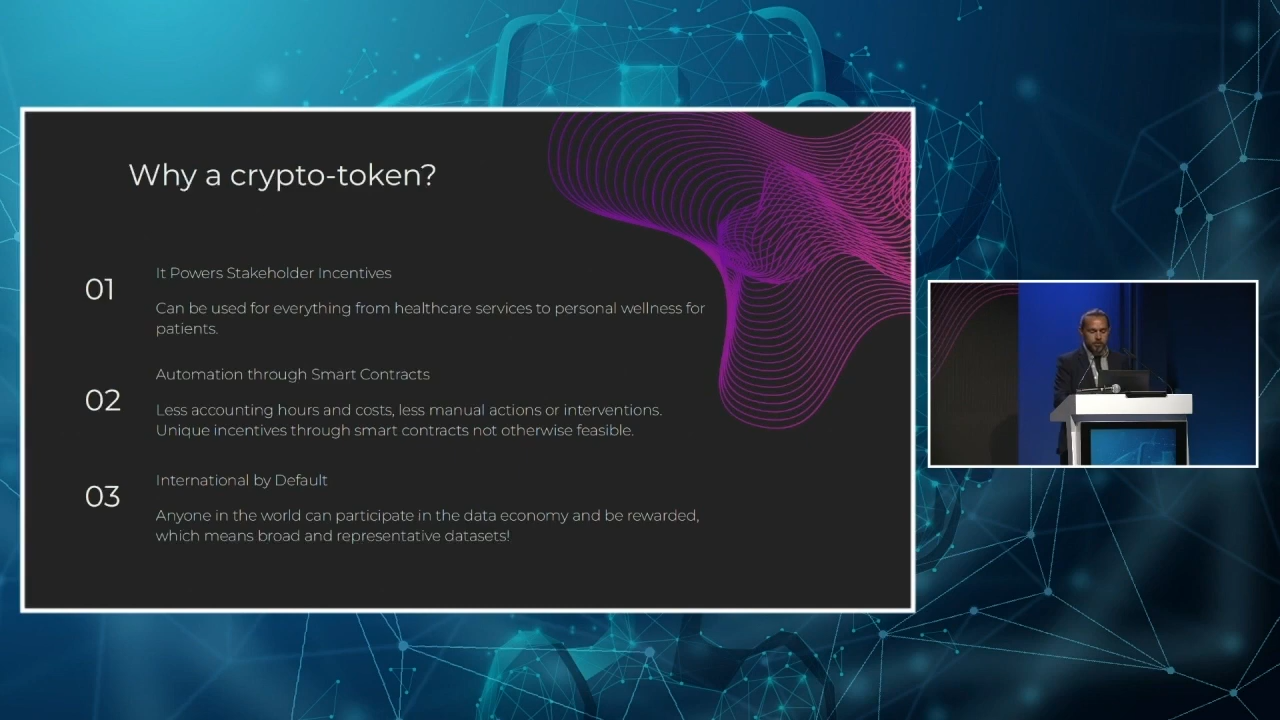 Why a crypto-token?
01
It Powers Stakeholder Incentives
Can be used for everything from healthcare services to personal wellness for
patients.
02
Automation through Smart Contracts
Less accounting hours and costs, less manual actions or interventions.
Unique incentives through smart contracts not otherwise feasible.
03
International by Default
Anyone in the world can participate in the data economy and be rewarded,
which means broad and representative datasets!